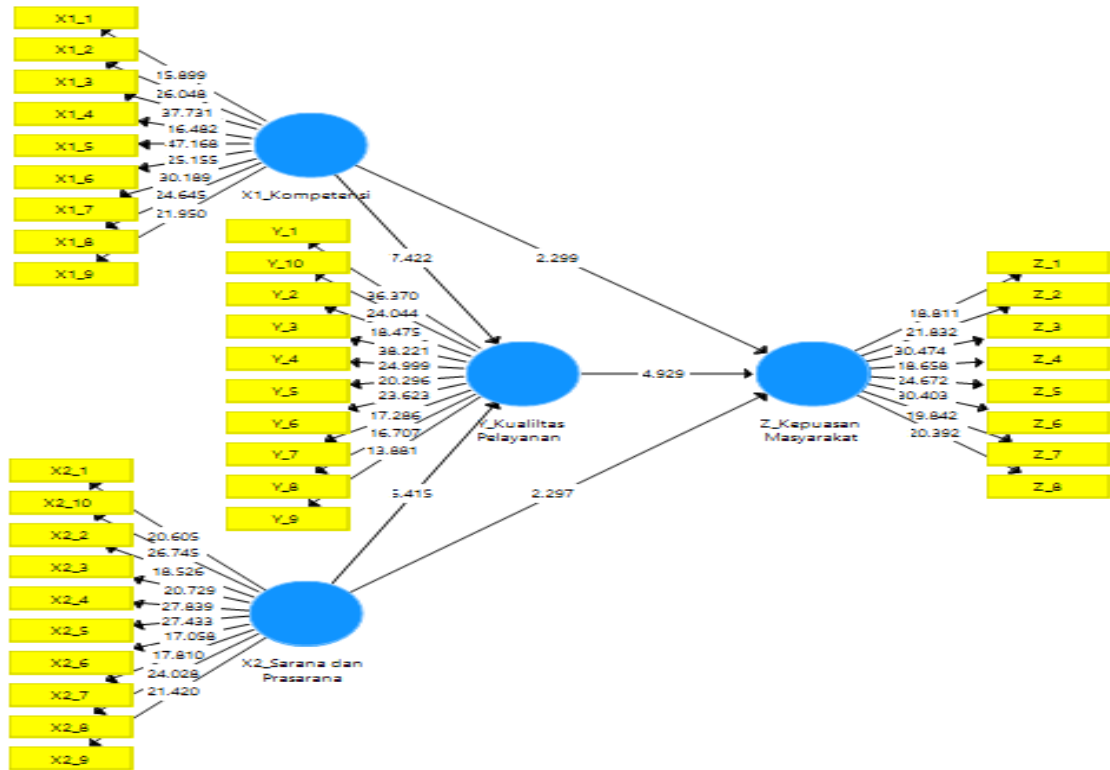 X1_1
X1_2
X1_3
X1_4
X1_5
X1_6
X1_7
X1_8
X1_9
15.899
26.048
37.731
16.482
47.168
25.155
30.189
24.645
21.950
X1_Kompetensi
7.422
2.299
Y_1
Y_10
Y_2
Y_3
Y_4
Y_5
Y_6
Y_7
Y_8
Y_9
36.370
24.044
18.475
38.221
24.999
20.296
23.623
17.286
16.707
13.881
Y_Kualiltas
Pelayanan
4.929
Z_Kepuasan
Masyarakat
18.811
21.832
30.474
18.658
24.672
30.403
19.842
20.392
Z_1
Z_2
Z_3
Z_4
Z_5
Z_6
Z_7
Z_8
2.297
X2_1
X2_10
X2_2
X2_3
X2_4
X2_5
X2_6
X2_7
X2_8
X2_9
20.605
26.745
18.526
20.729
27.839
27.433
17.058
17.810
24.028
21.420
X2_Sarana dan
Prasarana